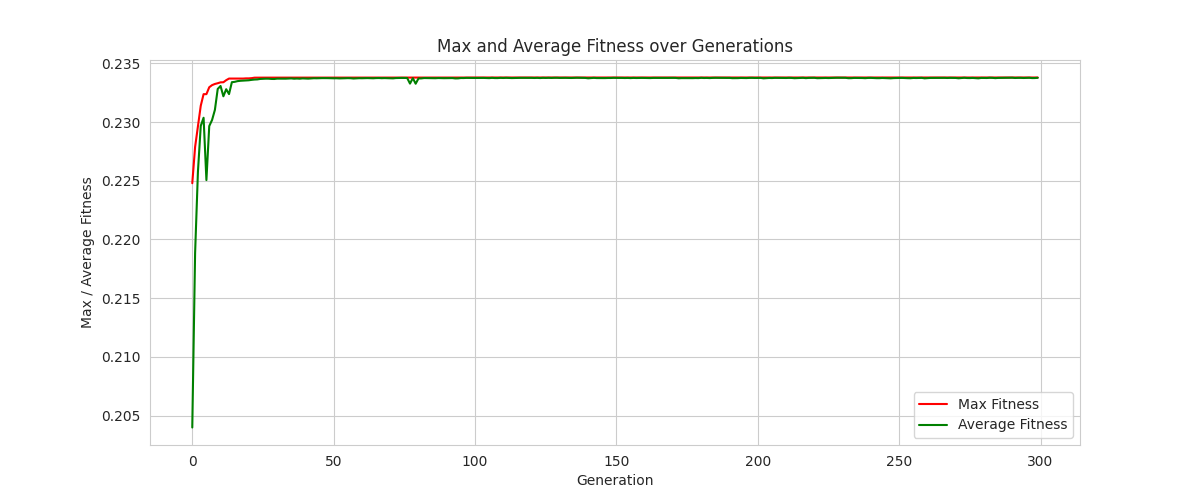 Max and Average Fitness over Generations
Max / Average Fitness
0.235
0.230
0.225
0.220
0.215
0.210
0.205
0 50 100 150 200 250 300
Generation
Max Fitness
Average Fitness